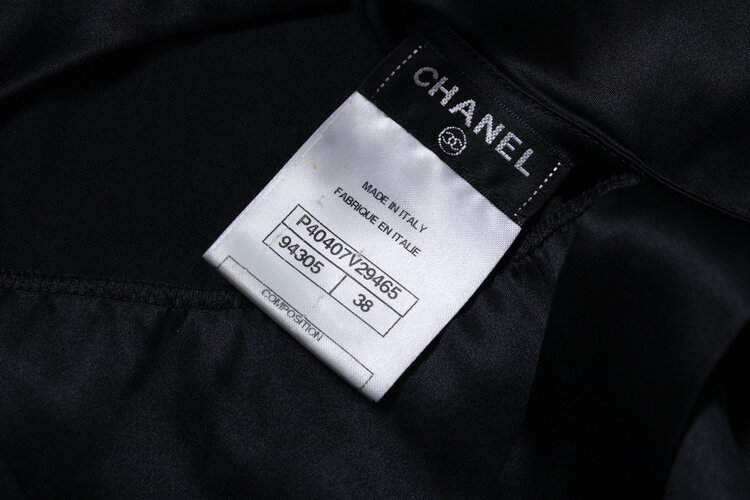 CHANEL
MADE IN ITALY
FABRIQUE EN ITALIE
P40407V29465
94305 38
COMPOSITION